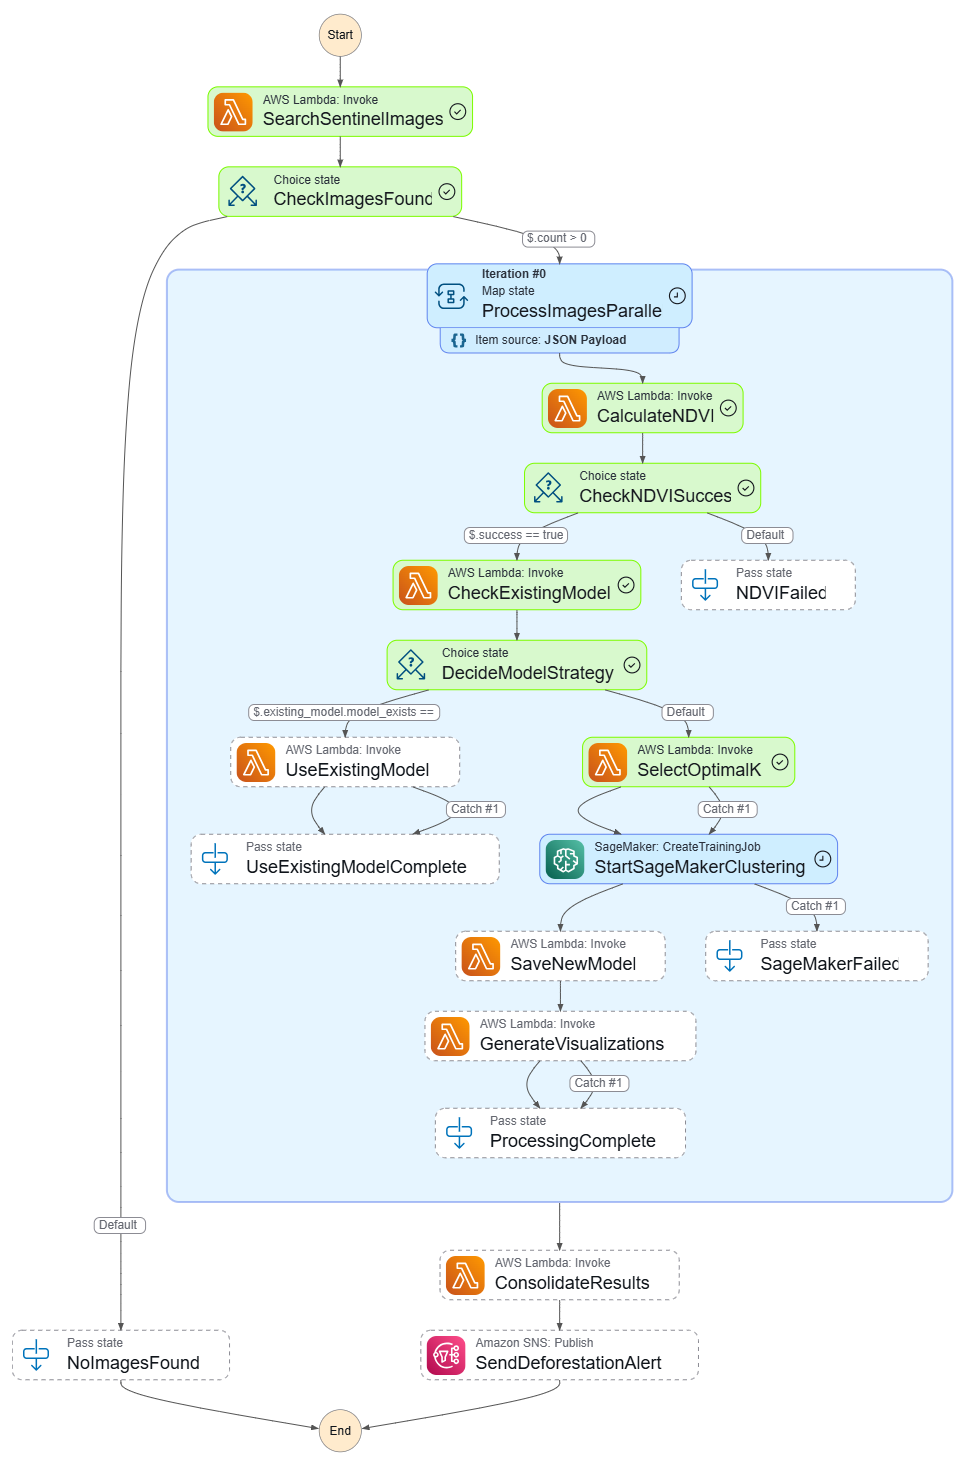 Start
AWS Lambda: Invoke
SearchSentinelImages
Choice state
CheckImagesFound
$.count > 0
Iteration #0
Map state
ProcessImagesParalle
Item source: JSON Payload
AWS Lambda: Invoke
CalculateNDVI
Choice state
CheckNDVISucces
$.success == true
Default
AWS Lambda: Invoke
CheckExistingModel
Pass state
NDVIFailed
Choice state
DecideModelStrategy
$.existing_model.model_exists ==
Default
AWS Lambda: Invoke
UseExistingModel
AWS Lambda: Invoke
SelectOptimalK
Catch #1
Catch #1
Pass state
UseExistingModelComplete
SageMaker: CreateTrainingJob
StartSageMakerClustering
Catch #1
AWS Lambda: Invoke
SaveNewModel
Pass state
SageMakerFailed
AWS Lambda: Invoke
GenerateVisualizations
Catch #1
Pass state
ProcessingComplete
Default
AWS Lambda: Invoke
ConsolidateResults
Pass state
NoImagesFound
Amazon SNS: Publish
SendDeforestationAlert
End